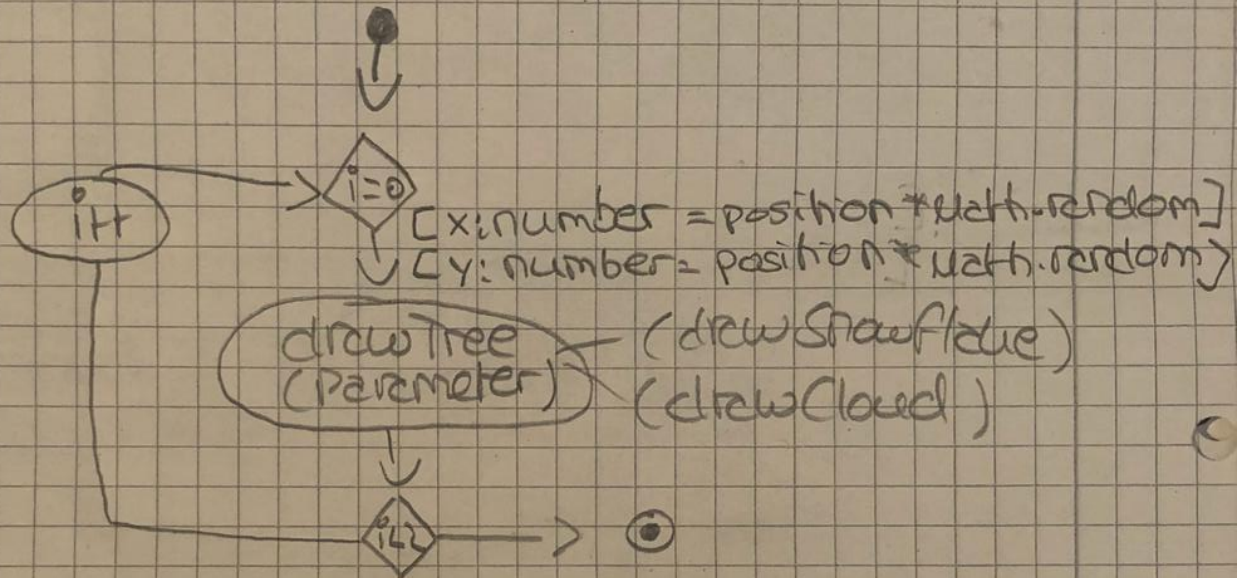 i=0
i++
[x:number = position * Math.random]
[y: number = position * Math.random]
drawTree
(Parameter)
(drawSnowflake)
(drawCloud)
i<2